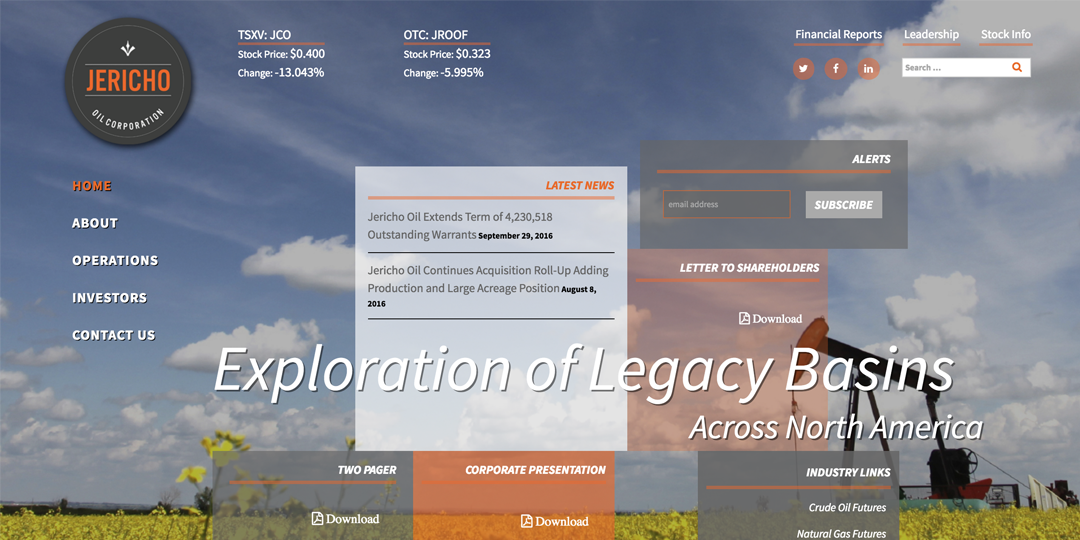 TSXV: JCO
Stock Price: $0.400
Change: -13.043%
OTC: JROOF
Stock Price: $0.323
Change: -5.995%
Financial Reports
Leadership
Stock Info
Search ...
JERICHO
OIL CORPORATION
HOME
ABOUT
OPERATIONS
INVESTORS
CONTACT US
LATEST NEWS
Jericho Oil Extends Term of 4,230,518
Outstanding Warrants September 29, 2016
Jericho Oil Continues Acquisition Roll-Up Adding
Production and Large Acreage Position August 8,
2016
ALERTS
email address
SUBSCRIBE
LETTER TO SHAREHOLDERS
Download
Exploration of Legacy Basins
Across North America
TWO PAGER
Download
CORPORATE PRESENTATION
Download
INDUSTRY LINKS
Crude Oil Futures
Natural Gas Futures